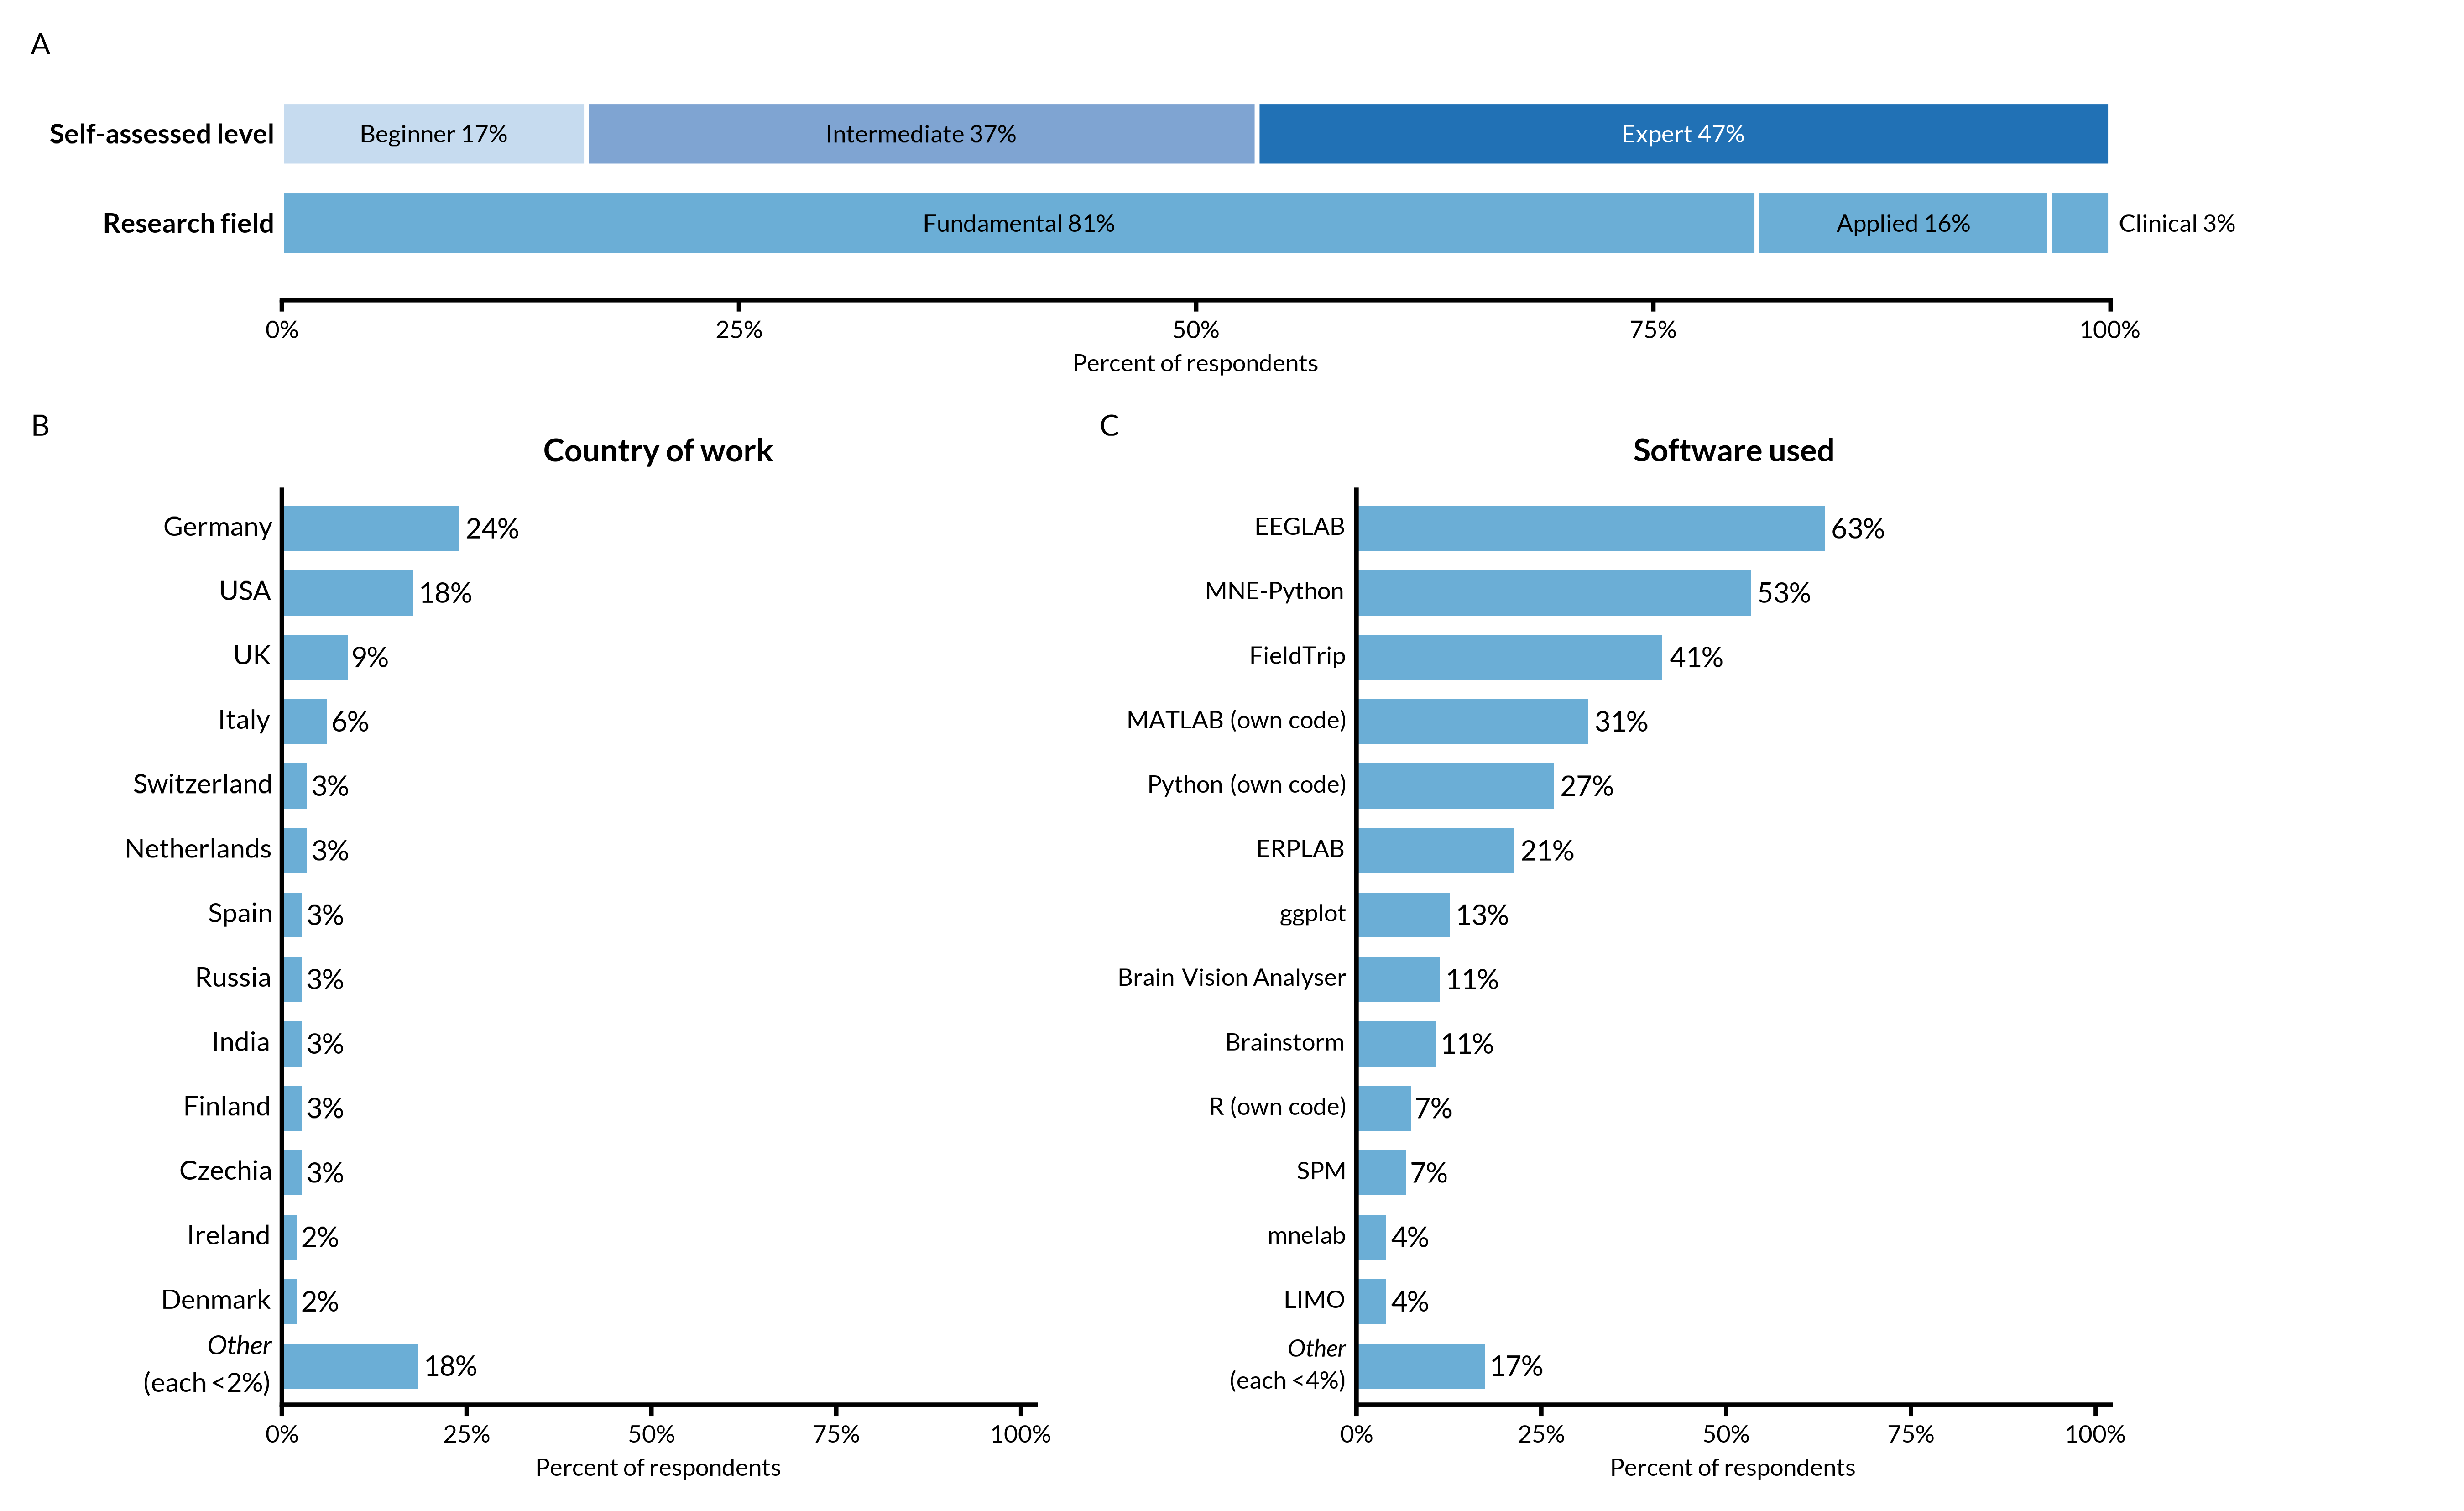 A
Self-assessed level
Beginner 17%
Intermediate 37%
Expert 47%
Research field
Fundamental 81%
Applied 16%
Clinical 3%
0%
25%
50%
75%
100%
Percent of respondents
B
Country of work
Germany
24%
USA
18%
UK
9%
Italy
6%
Switzerland
3%
Netherlands
3%
Spain
3%
Russia
3%
India
3%
Finland
3%
Czechia
3%
Ireland
2%
Denmark
2%
Other
(each <2%)
18%
0%
25%
50%
75%
100%
Percent of respondents
C
Software used
EEGLAB
63%
MNE-Python
53%
FieldTrip
41%
MATLAB (own code)
31%
Python (own code)
27%
ERPLAB
21%
ggplot
13%
Brain Vision Analyser
11%
Brainstorm
11%
R (own code)
7%
SPM
7%
mnelab
4%
LIMO
4%
Other
(each <4%)
17%
0%
25%
50%
75%
100%
Percent of respondents